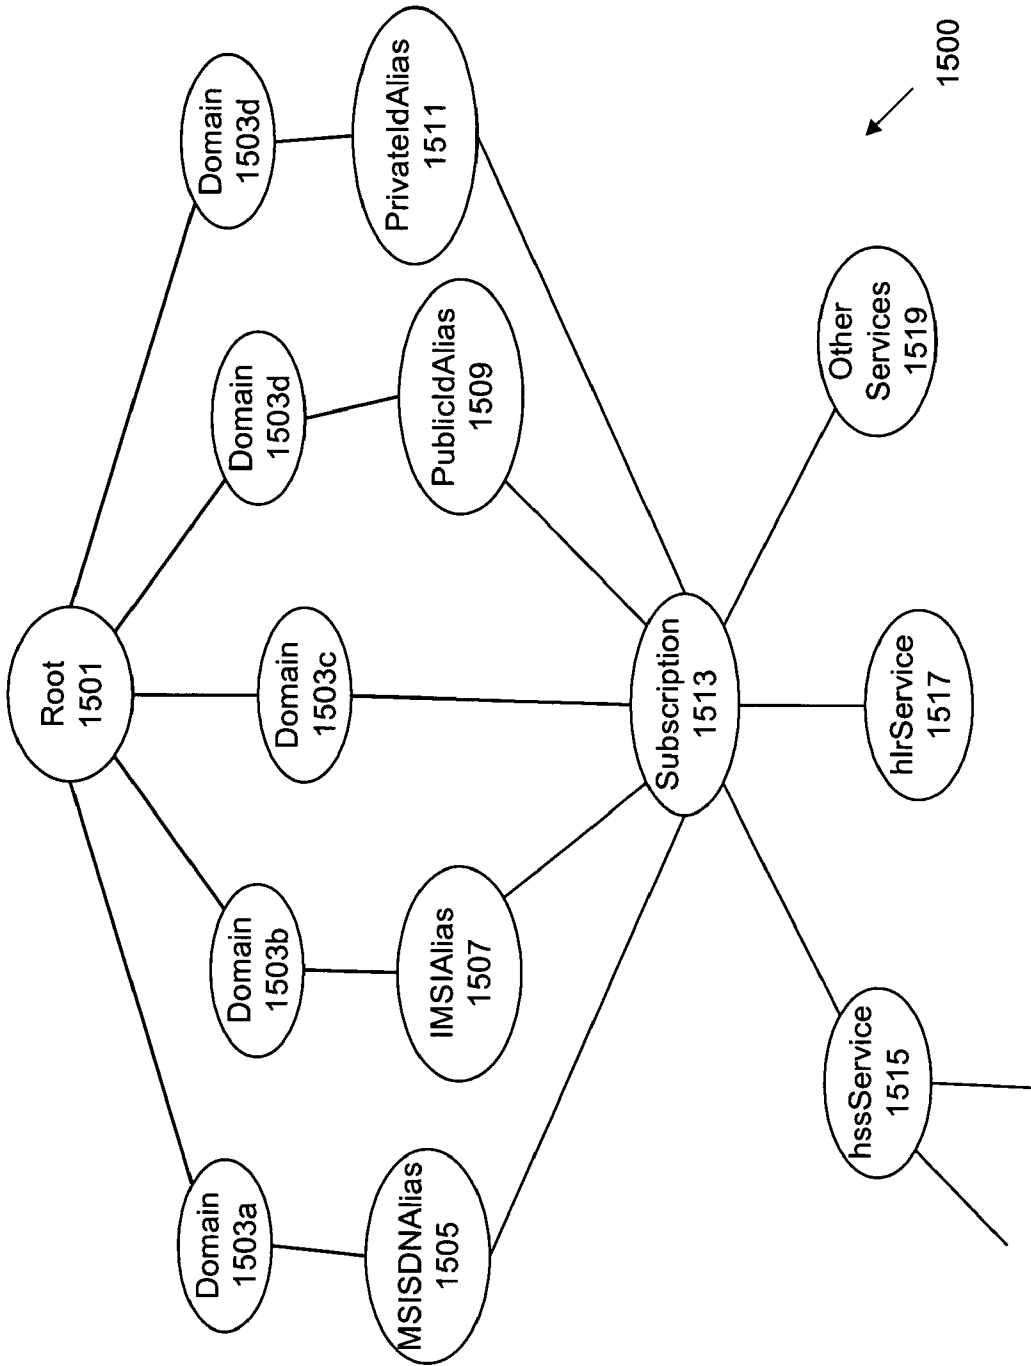 Root
1501
Domain
1503a
Domain
1503b
Domain
1503c
Domain
1503d
Domain
1503d
MSISDNAlias
1505
IMSIAlias
1507
PublicIdAlias
1509
PrivateIdAlias
1511
Subscription
1513
hssService
1515
hlrService
1517
Other
Services
1519
1500